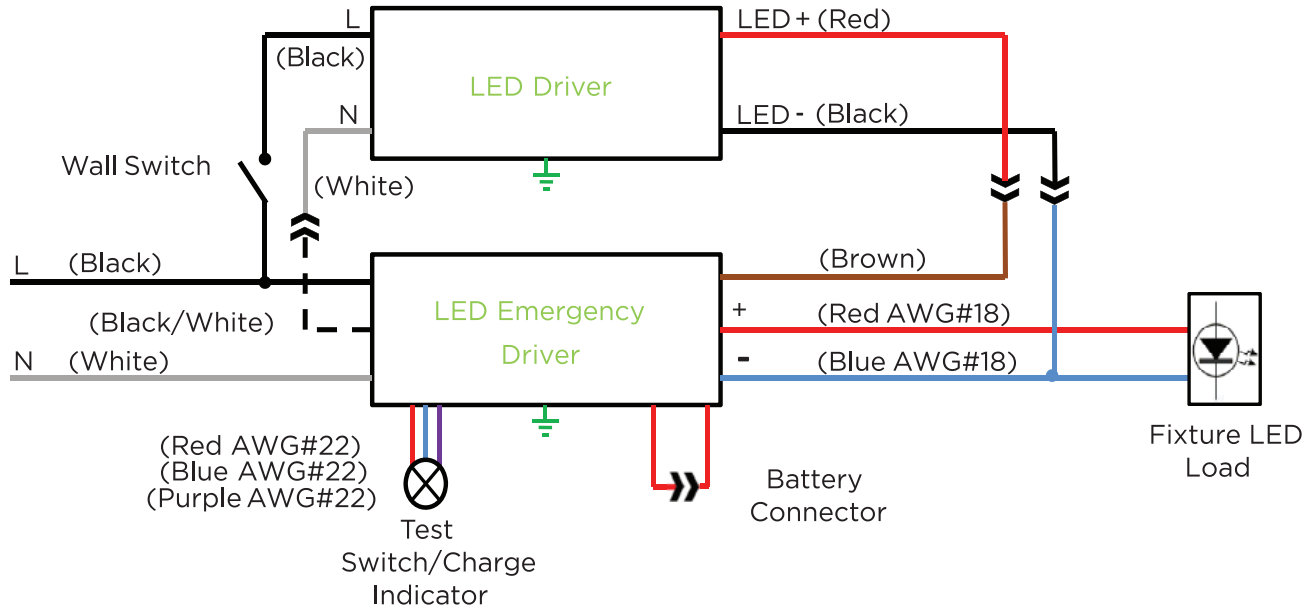 L
(Black)
LED Driver
LED + (Red)
N
LED - (Black)
Wall Switch
(White)
L (Black)
(Brown)
LED Emergency
Driver
+ (Red AWG#18)
(Black/White)
- (Blue AWG#18)
N (White)
(Red AWG#22)
(Blue AWG#22)
(Purple AWG#22)
Test
Switch/Charge
Indicator
Battery
Connector
Fixture LED
Load